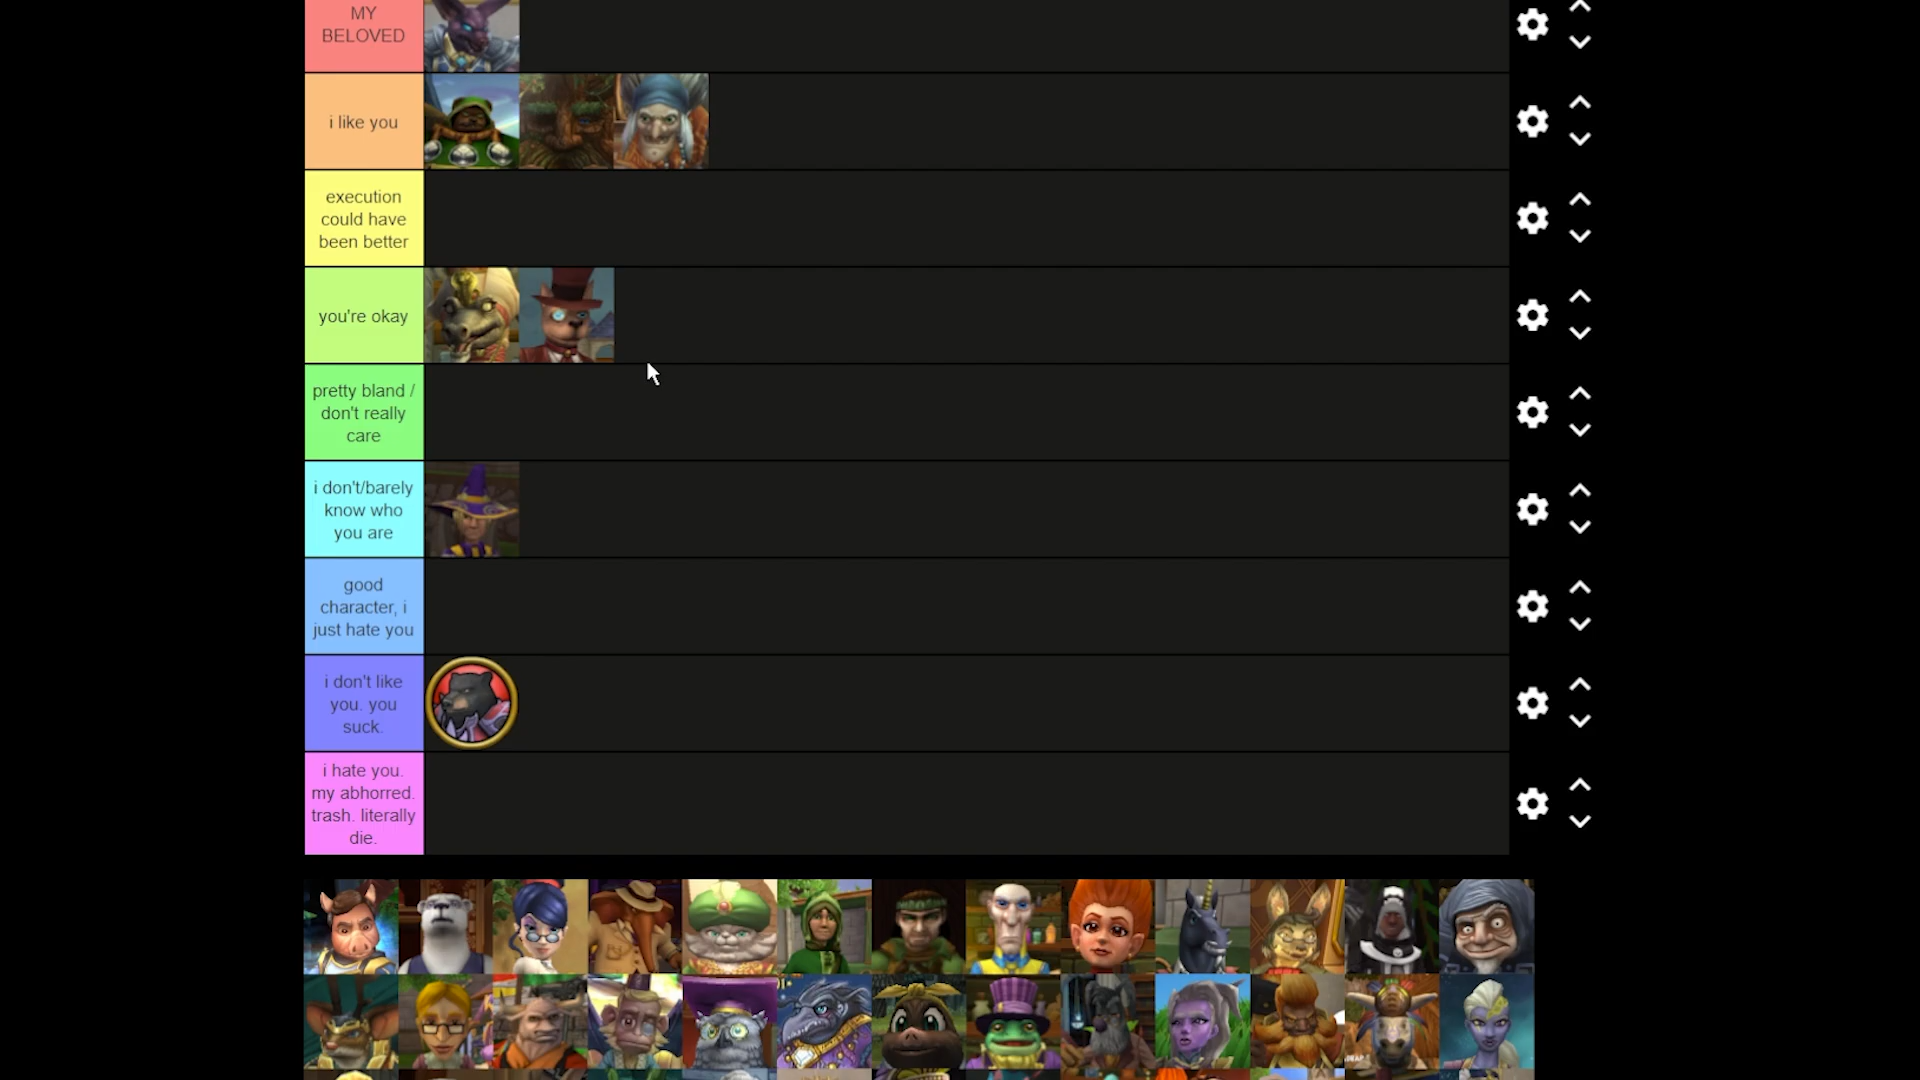 MY
BELOVED
i like you
execution
could have
been better
you're okay
pretty bland /
don't really
care
i don't/barely
know who
you are
good
character, i
just hate you
i don't like
you. you
suck.
i hate you.
my abhorred.
trash. literally
die.